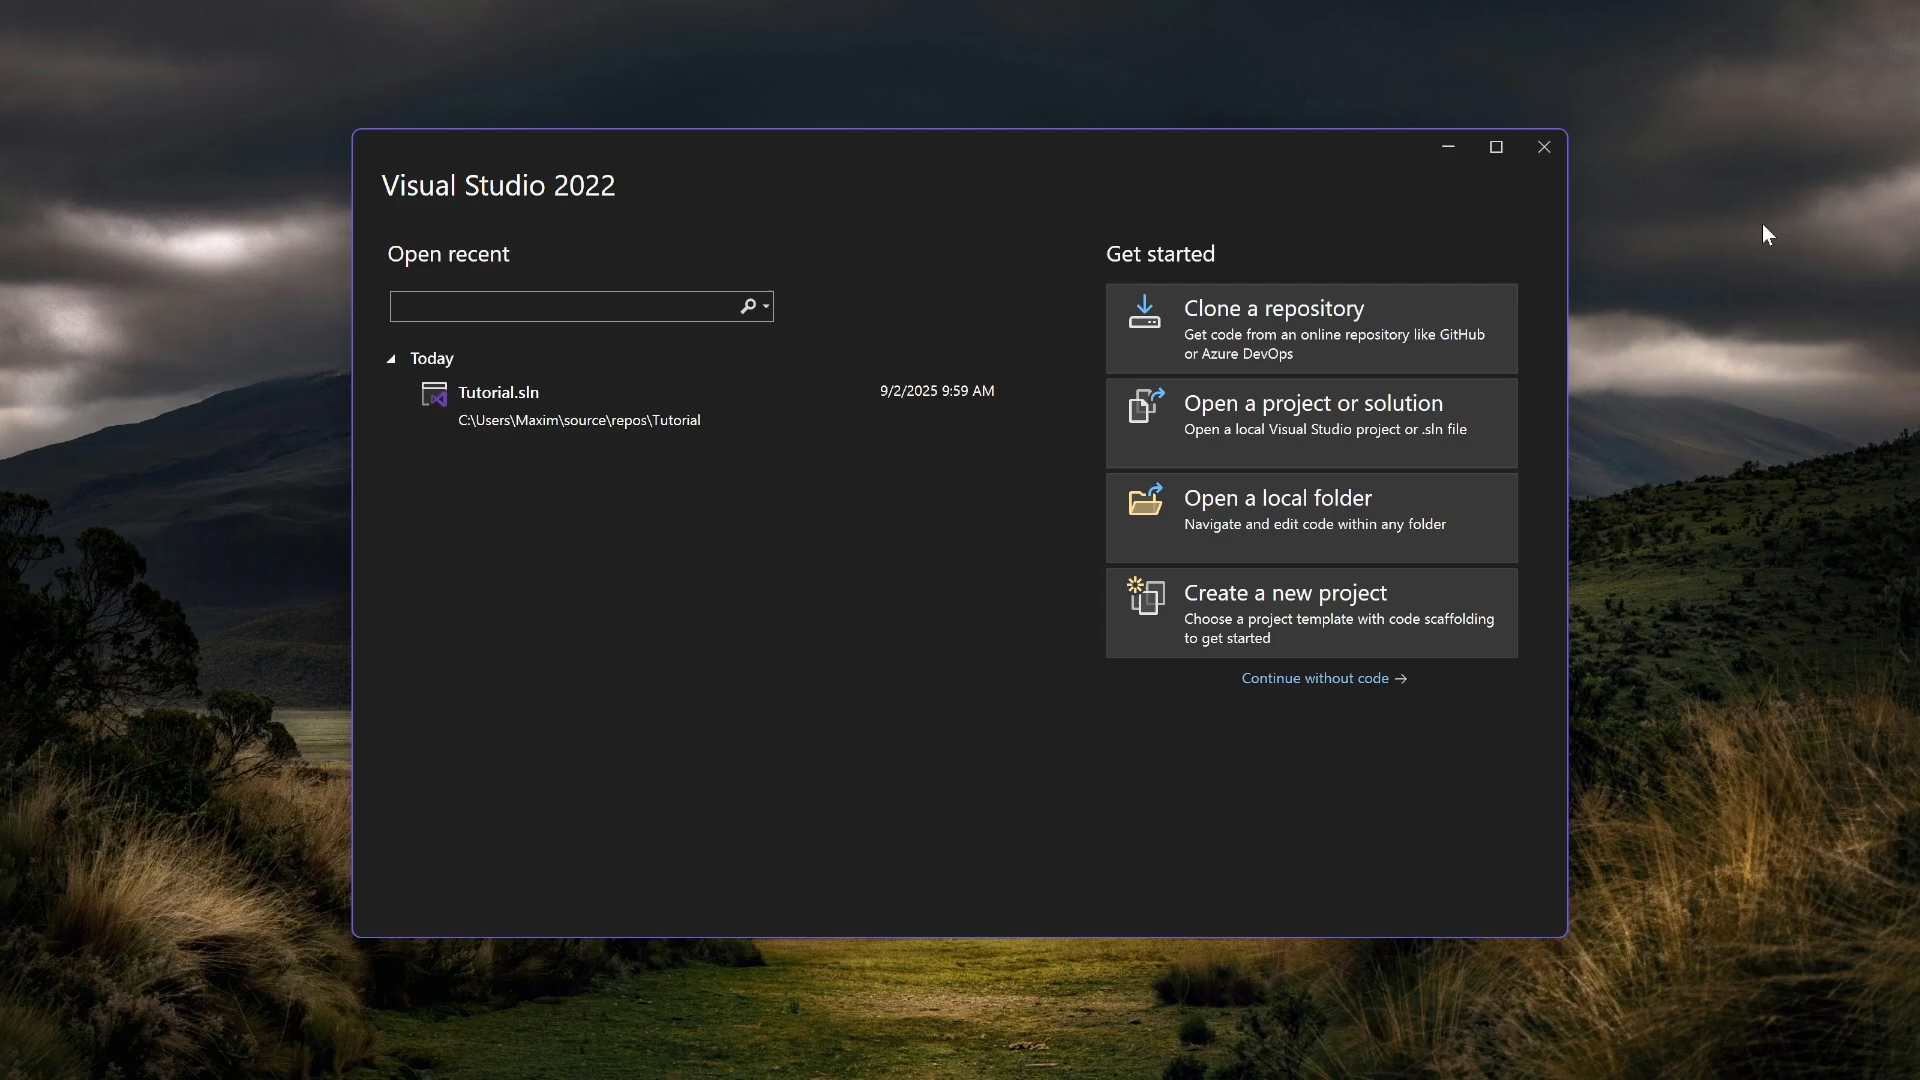 Visual Studio 2022
Open recent
Today
Tutorial.sln
9/2/2025 9:59 AM
C:\Users\Maxim\source\repos\Tutorial
Get started
Clone a repository
Get code from an online repository like GitHub
or Azure DevOps
Open a project or solution
Open a local Visual Studio project or .sln file
Open a local folder
Navigate and edit code within any folder
Create a new project
Choose a project template with code scaffolding
to get started
Continue without code →